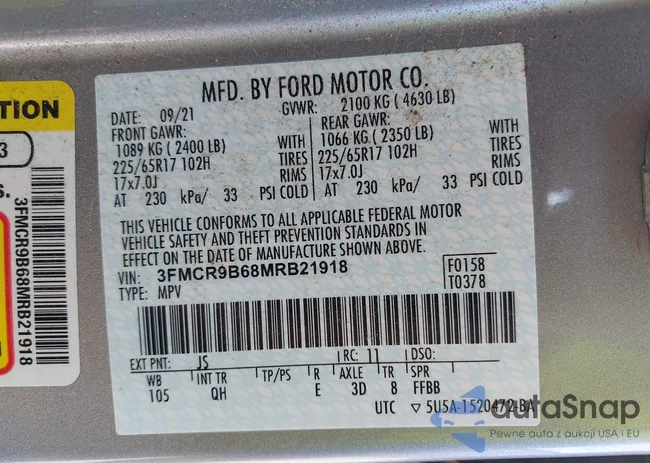 MFD. BY FORD MOTOR CO.
DATE: 09/21 GVWR: 2100 KG ( 4630 LB)
FRONT GAWR: REAR GAWR:
1089 KG ( 2400 LB) WITH 1066 KG ( 2350 LB) WITH
225/65R17 102H TIRES 225/65R17 102H TIRES
17x7.0J RIMS 17x7.0J RIMS
AT 230 kPa/ 33 PSI COLD AT 230 kPa/ 33 PSI COLD
THIS VEHICLE CONFORMS TO ALL APPLICABLE FEDERAL MOTOR
VEHICLE SAFETY AND THEFT PREVENTION STANDARDS IN
EFFECT ON THE DATE OF MANUFACTURE SHOWN ABOVE.
VIN: 3FMCR9B68MRB21918 F0158
TYPE: MPV T0378
EXT PNT: JS RC: 11 DSO:
WB INT TR TP/PS R AXLE TR SPR
105 QH E 3D 8 FFBB
UTC ▽ 5U5A-1520472-BA
TION
3
s.
3FMCR9B68MRB21918
autoSnap
Pewne auta z aukcji USA i EU